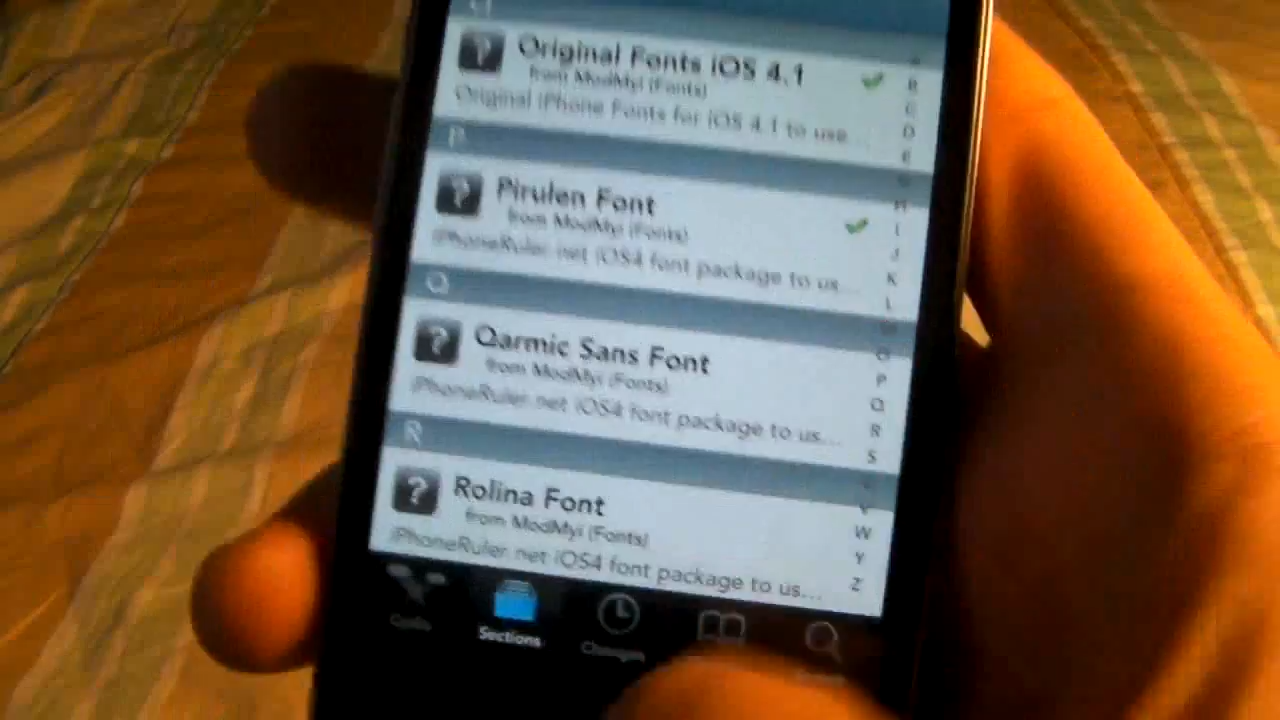 Original Fonts iOS 4.1
from ModMyi (Fonts)
Original iPhone Fonts for iOS 4.1 to use...
P
Pirulen Font
from ModMyi (Fonts)
iPhoneRuler.net iOS4 font package to us...
Q
Qarmic Sans Font
from ModMyi (Fonts)
iPhoneRuler.net iOS4 font package to us...
R
Rolina Font
from ModMyi (Fonts)
iPhoneRuler.net iOS4 font package to us...
B
C
D
E
H
I
J
K
L
O
P
Q
R
S
V
W
Y
Z
Cydia
Sections
Changes